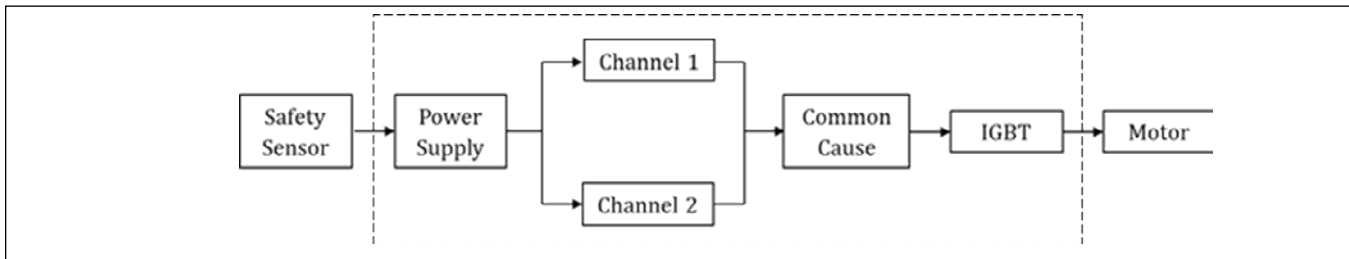 Safety
Sensor
Power
Supply
Channel 1
Channel 2
Common
Cause
IGBT
Motor